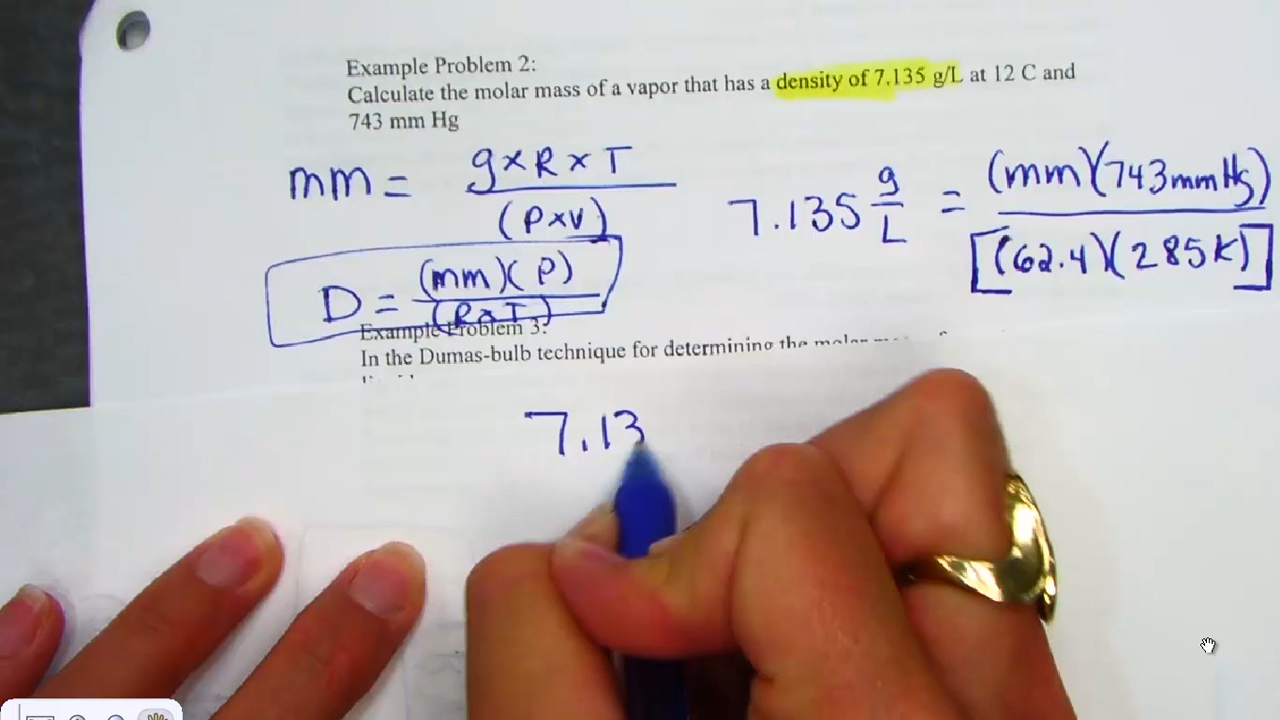 Example Problem 2:
Calculate the molar mass of a vapor that has a density of 7.135 g/L at 12 C and
743 mm Hg
mm = g x R x T
(P x V)
D = (mm)(P)
(R x T)
7.135 g/L = (mm)(743mmHg)
[(62.4)(285K)]
Example Problem 3:
In the Dumas-bulb technique for determining the molar
7.13